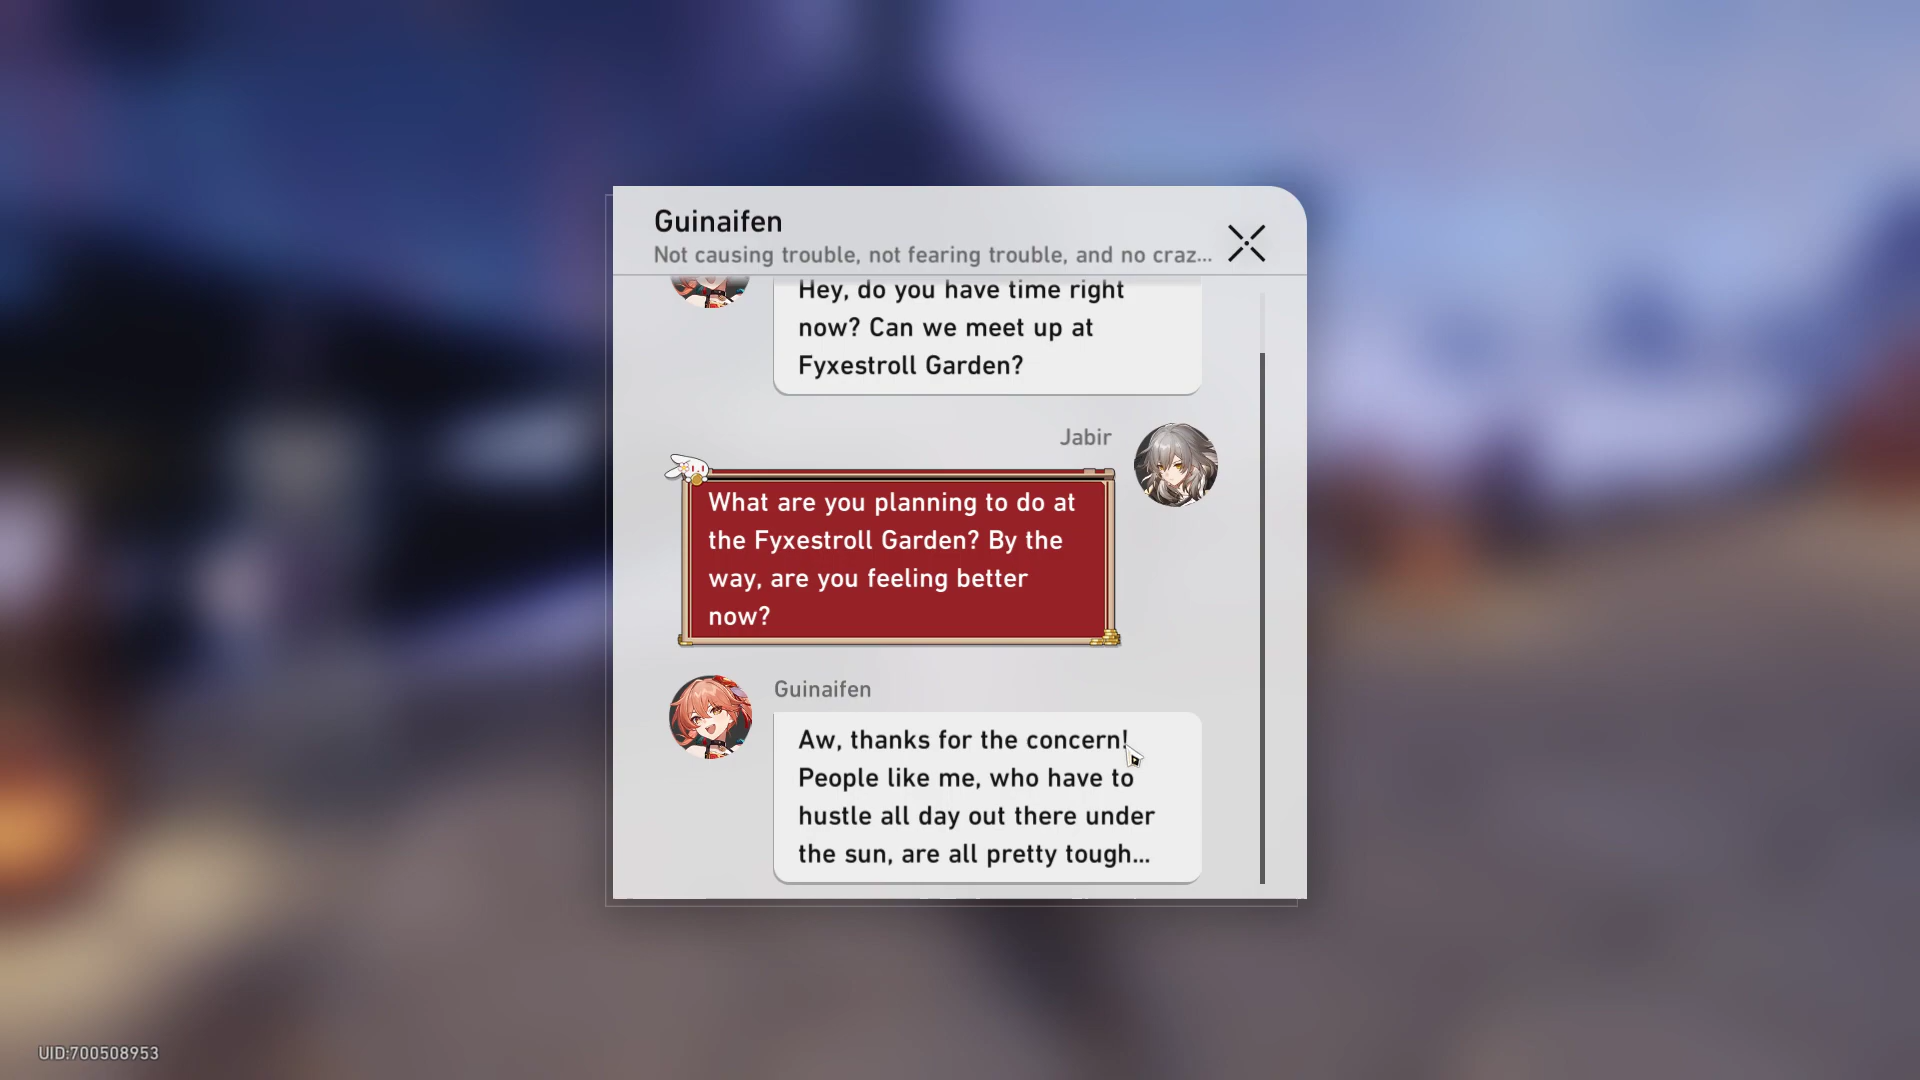 Guinaifen
Not causing trouble, not fearing trouble, and no craz...
Hey, do you have time right
now? Can we meet up at
Fyxestroll Garden?
Jabir
What are you planning to do at
the Fyxestroll Garden? By the
way, are you feeling better
now?
Guinaifen
Aw, thanks for the concern!
People like me, who have to
hustle all day out there under
the sun, are all pretty tough...
UID:700508953